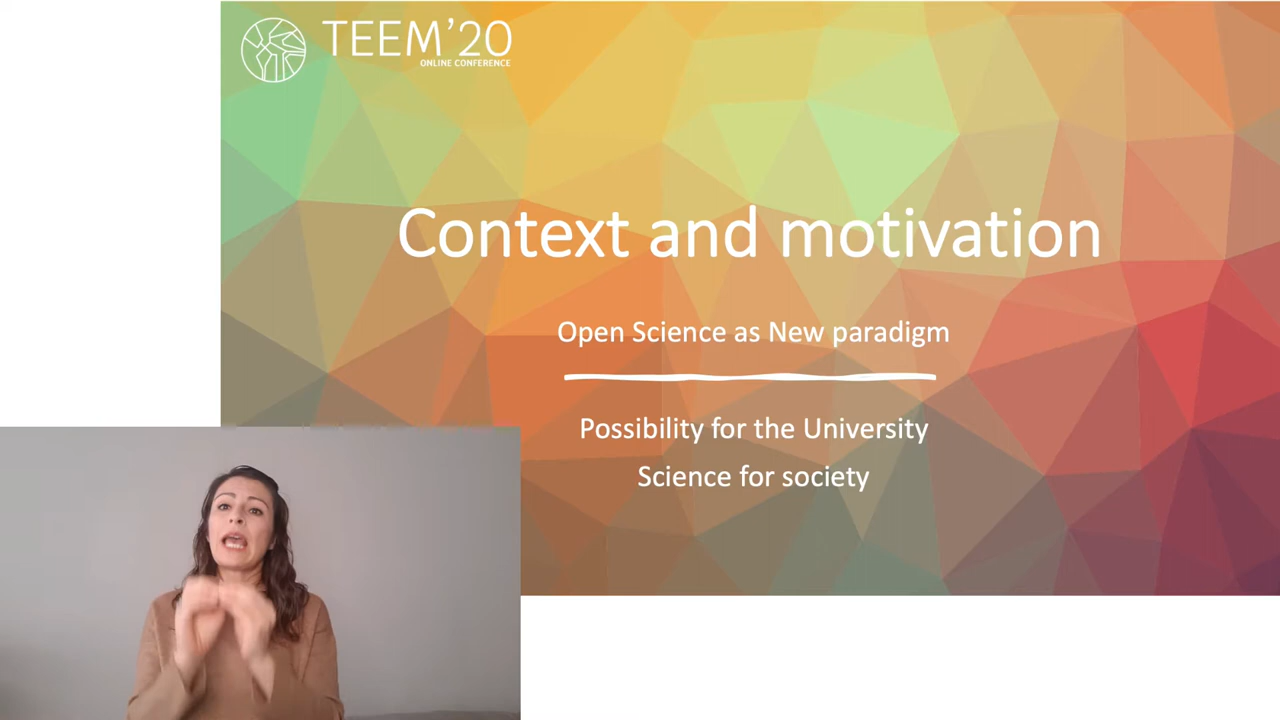 TEEM’20
ONLINE CONFERENCE
Context and motivation
Open Science as New paradigm
Possibility for the University
Science for society